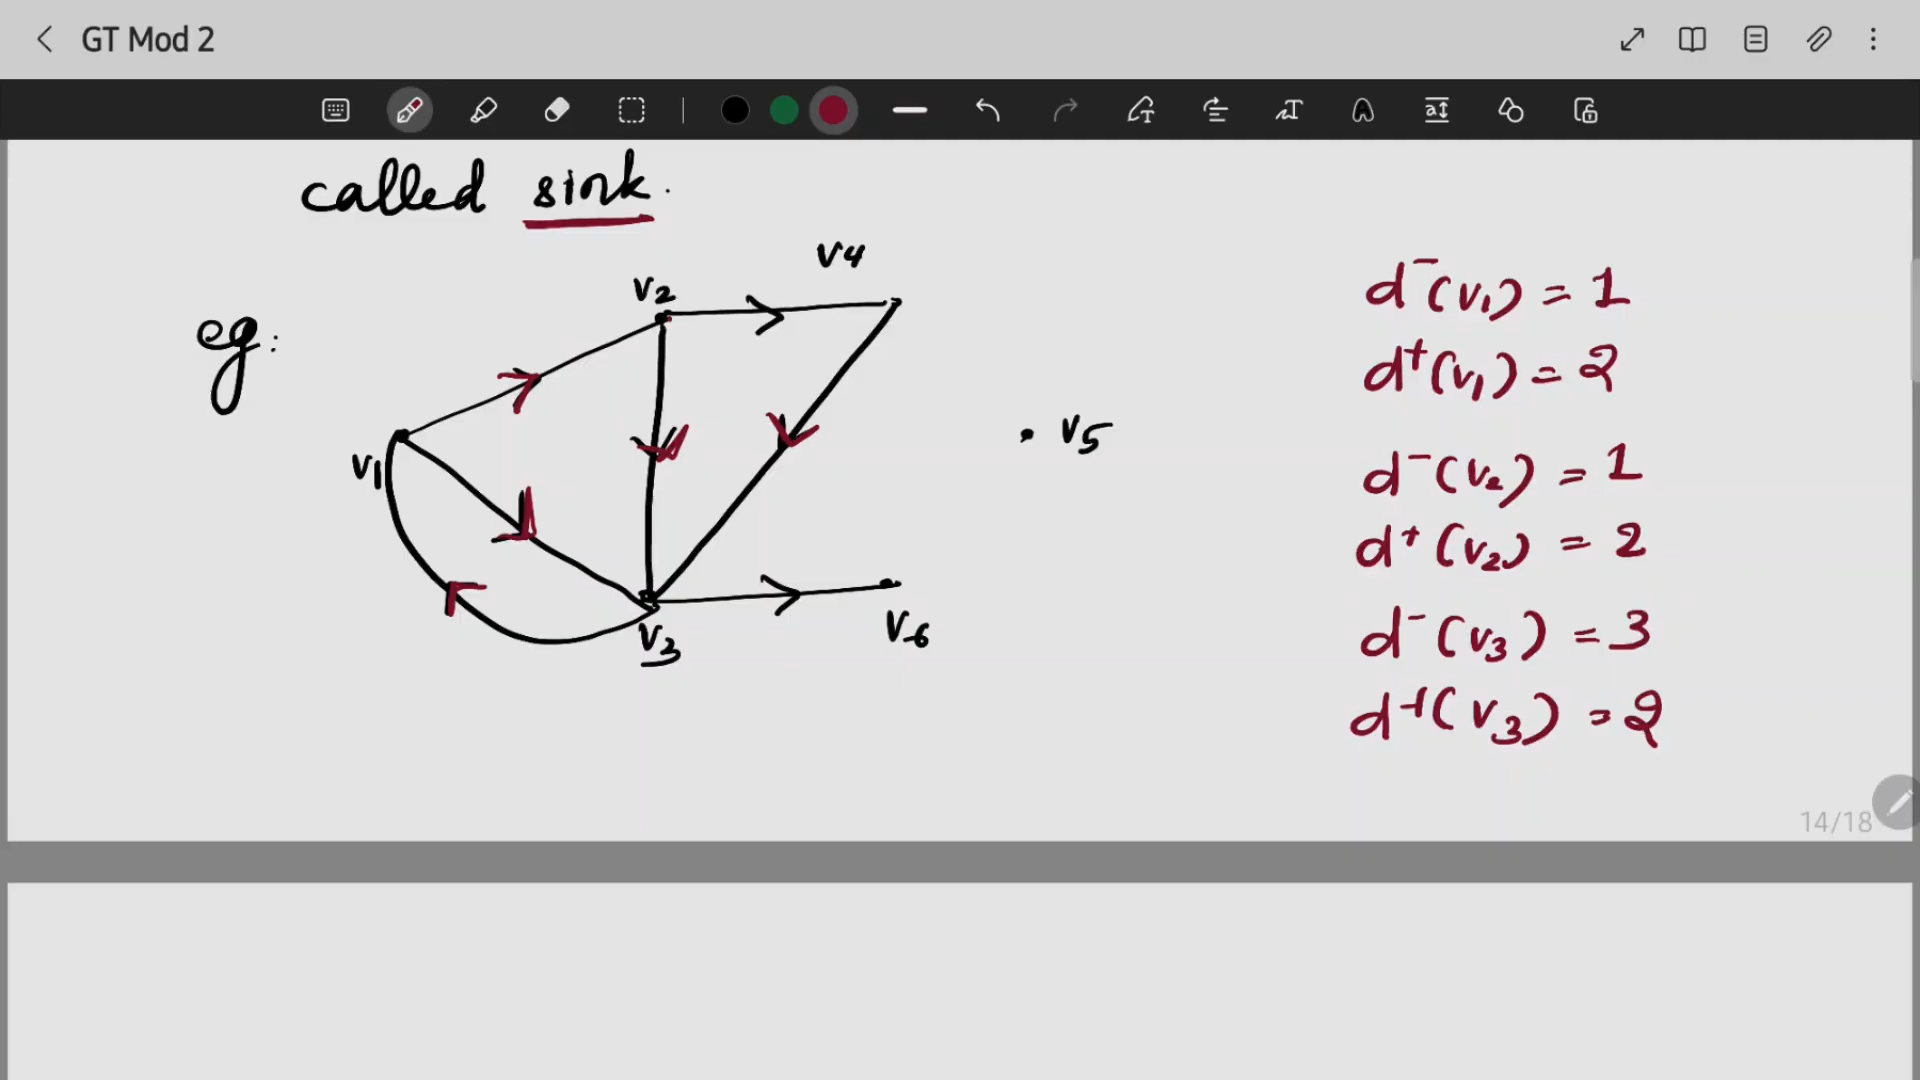 GT Mod 2
called sink.
eg:
v2
v4
v1
v5
v3
v6
d⁻(v1) = 1
d⁺(v1) = 2
d⁻(v2) = 1
d⁺(v2) = 2
d⁻(v3) = 3
d⁺(v3) = 2
14/18